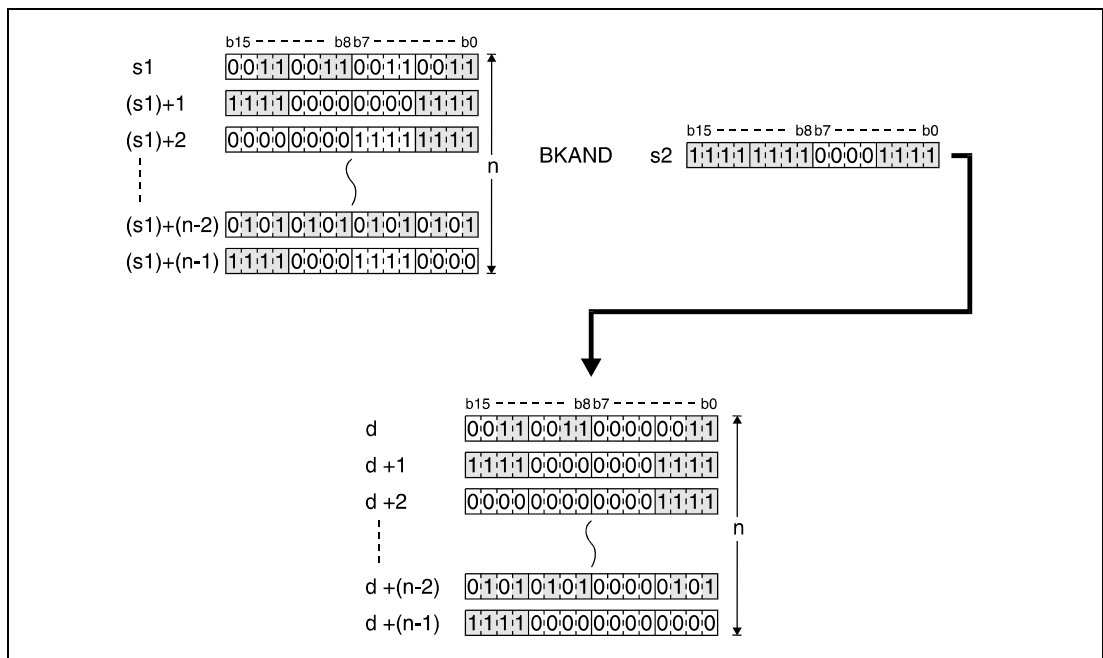 b15 b8 b7 b0
s1 0011001100110011
(s1)+1 1111000000001111
(s1)+2 0000000011111111
n
(s1)+(n-2) 0101010101010101
(s1)+(n-1) 1111000011110000
BKAND
b15 b8 b7 b0
s2 1111111100001111
b15 b8 b7 b0
d 0011001100000011
d +1 1111000000001111
d +2 0000000000001111
n
d +(n-2) 0101010100000101
d +(n-1) 1111000000000000